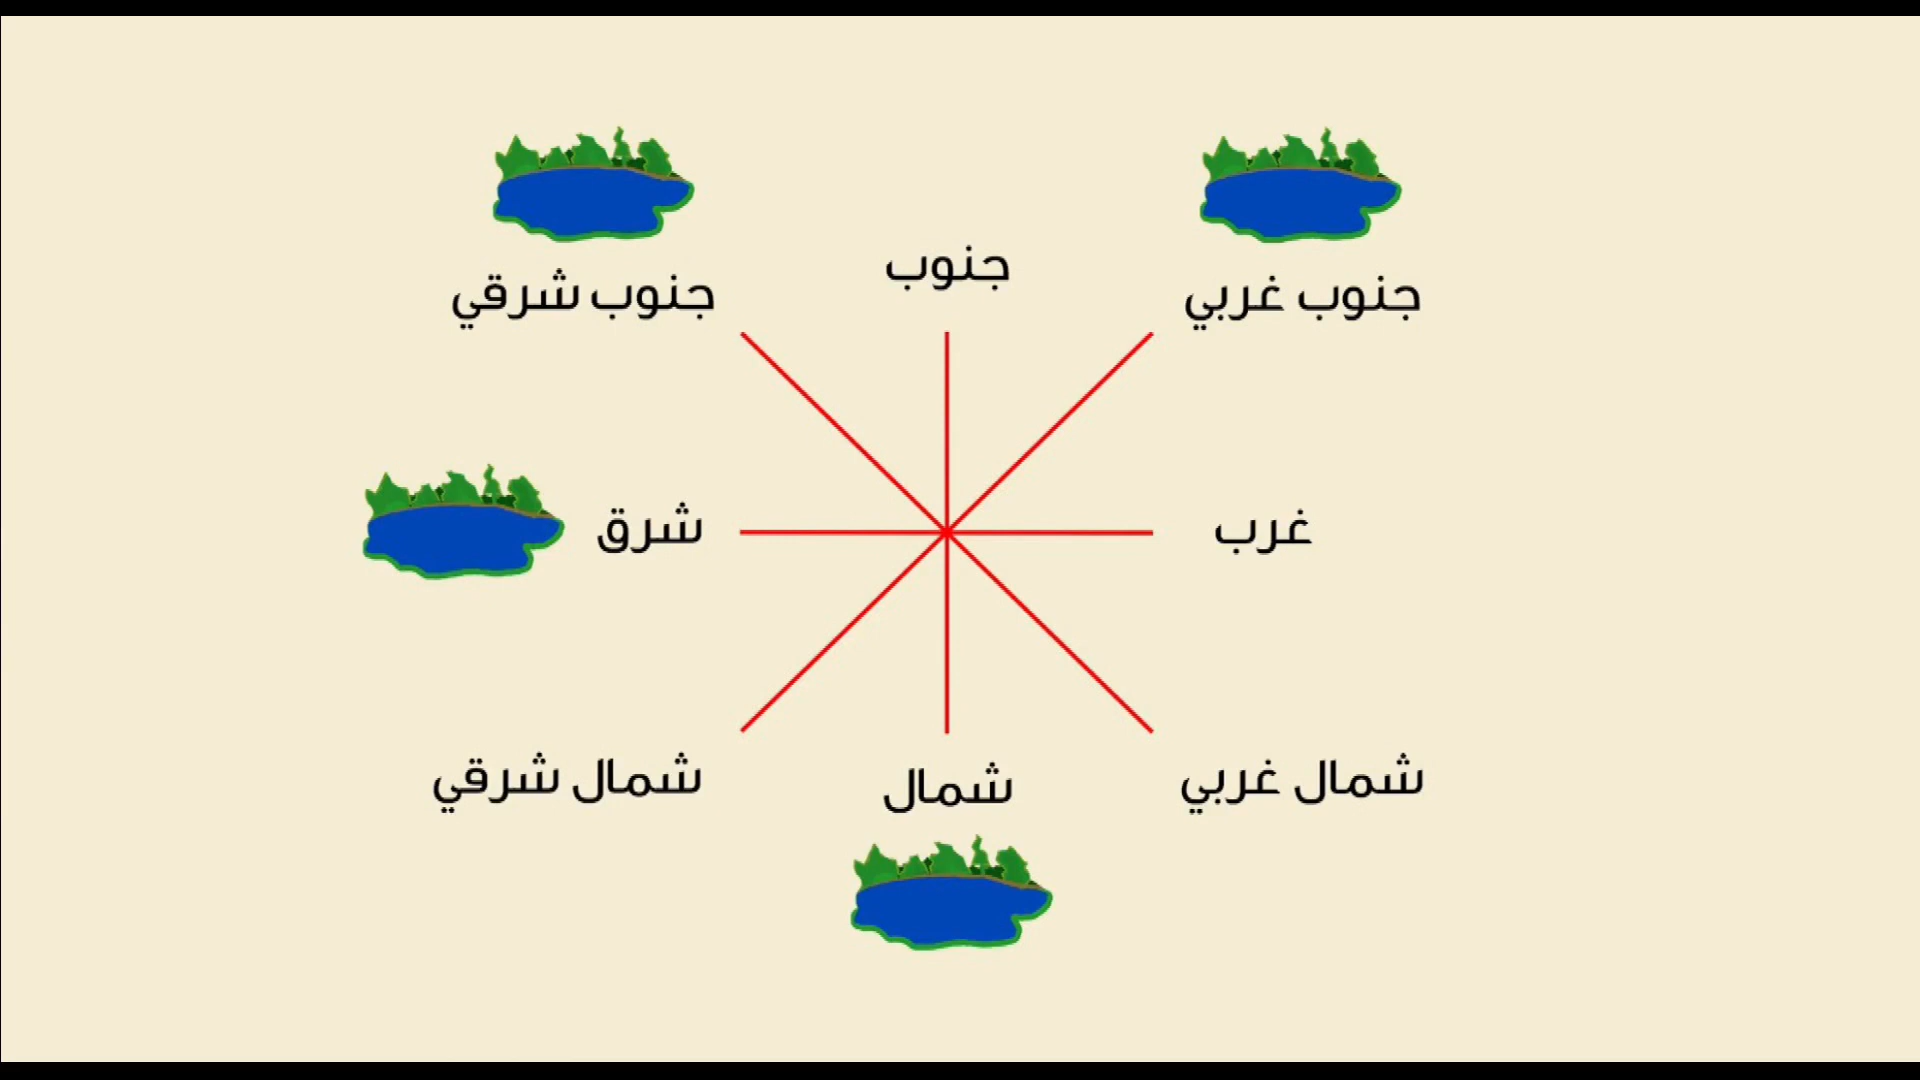 جنوب
جنوب غربي
جنوب شرقي
غرب
شرق
شمال غربي
شمال
شمال شرقي